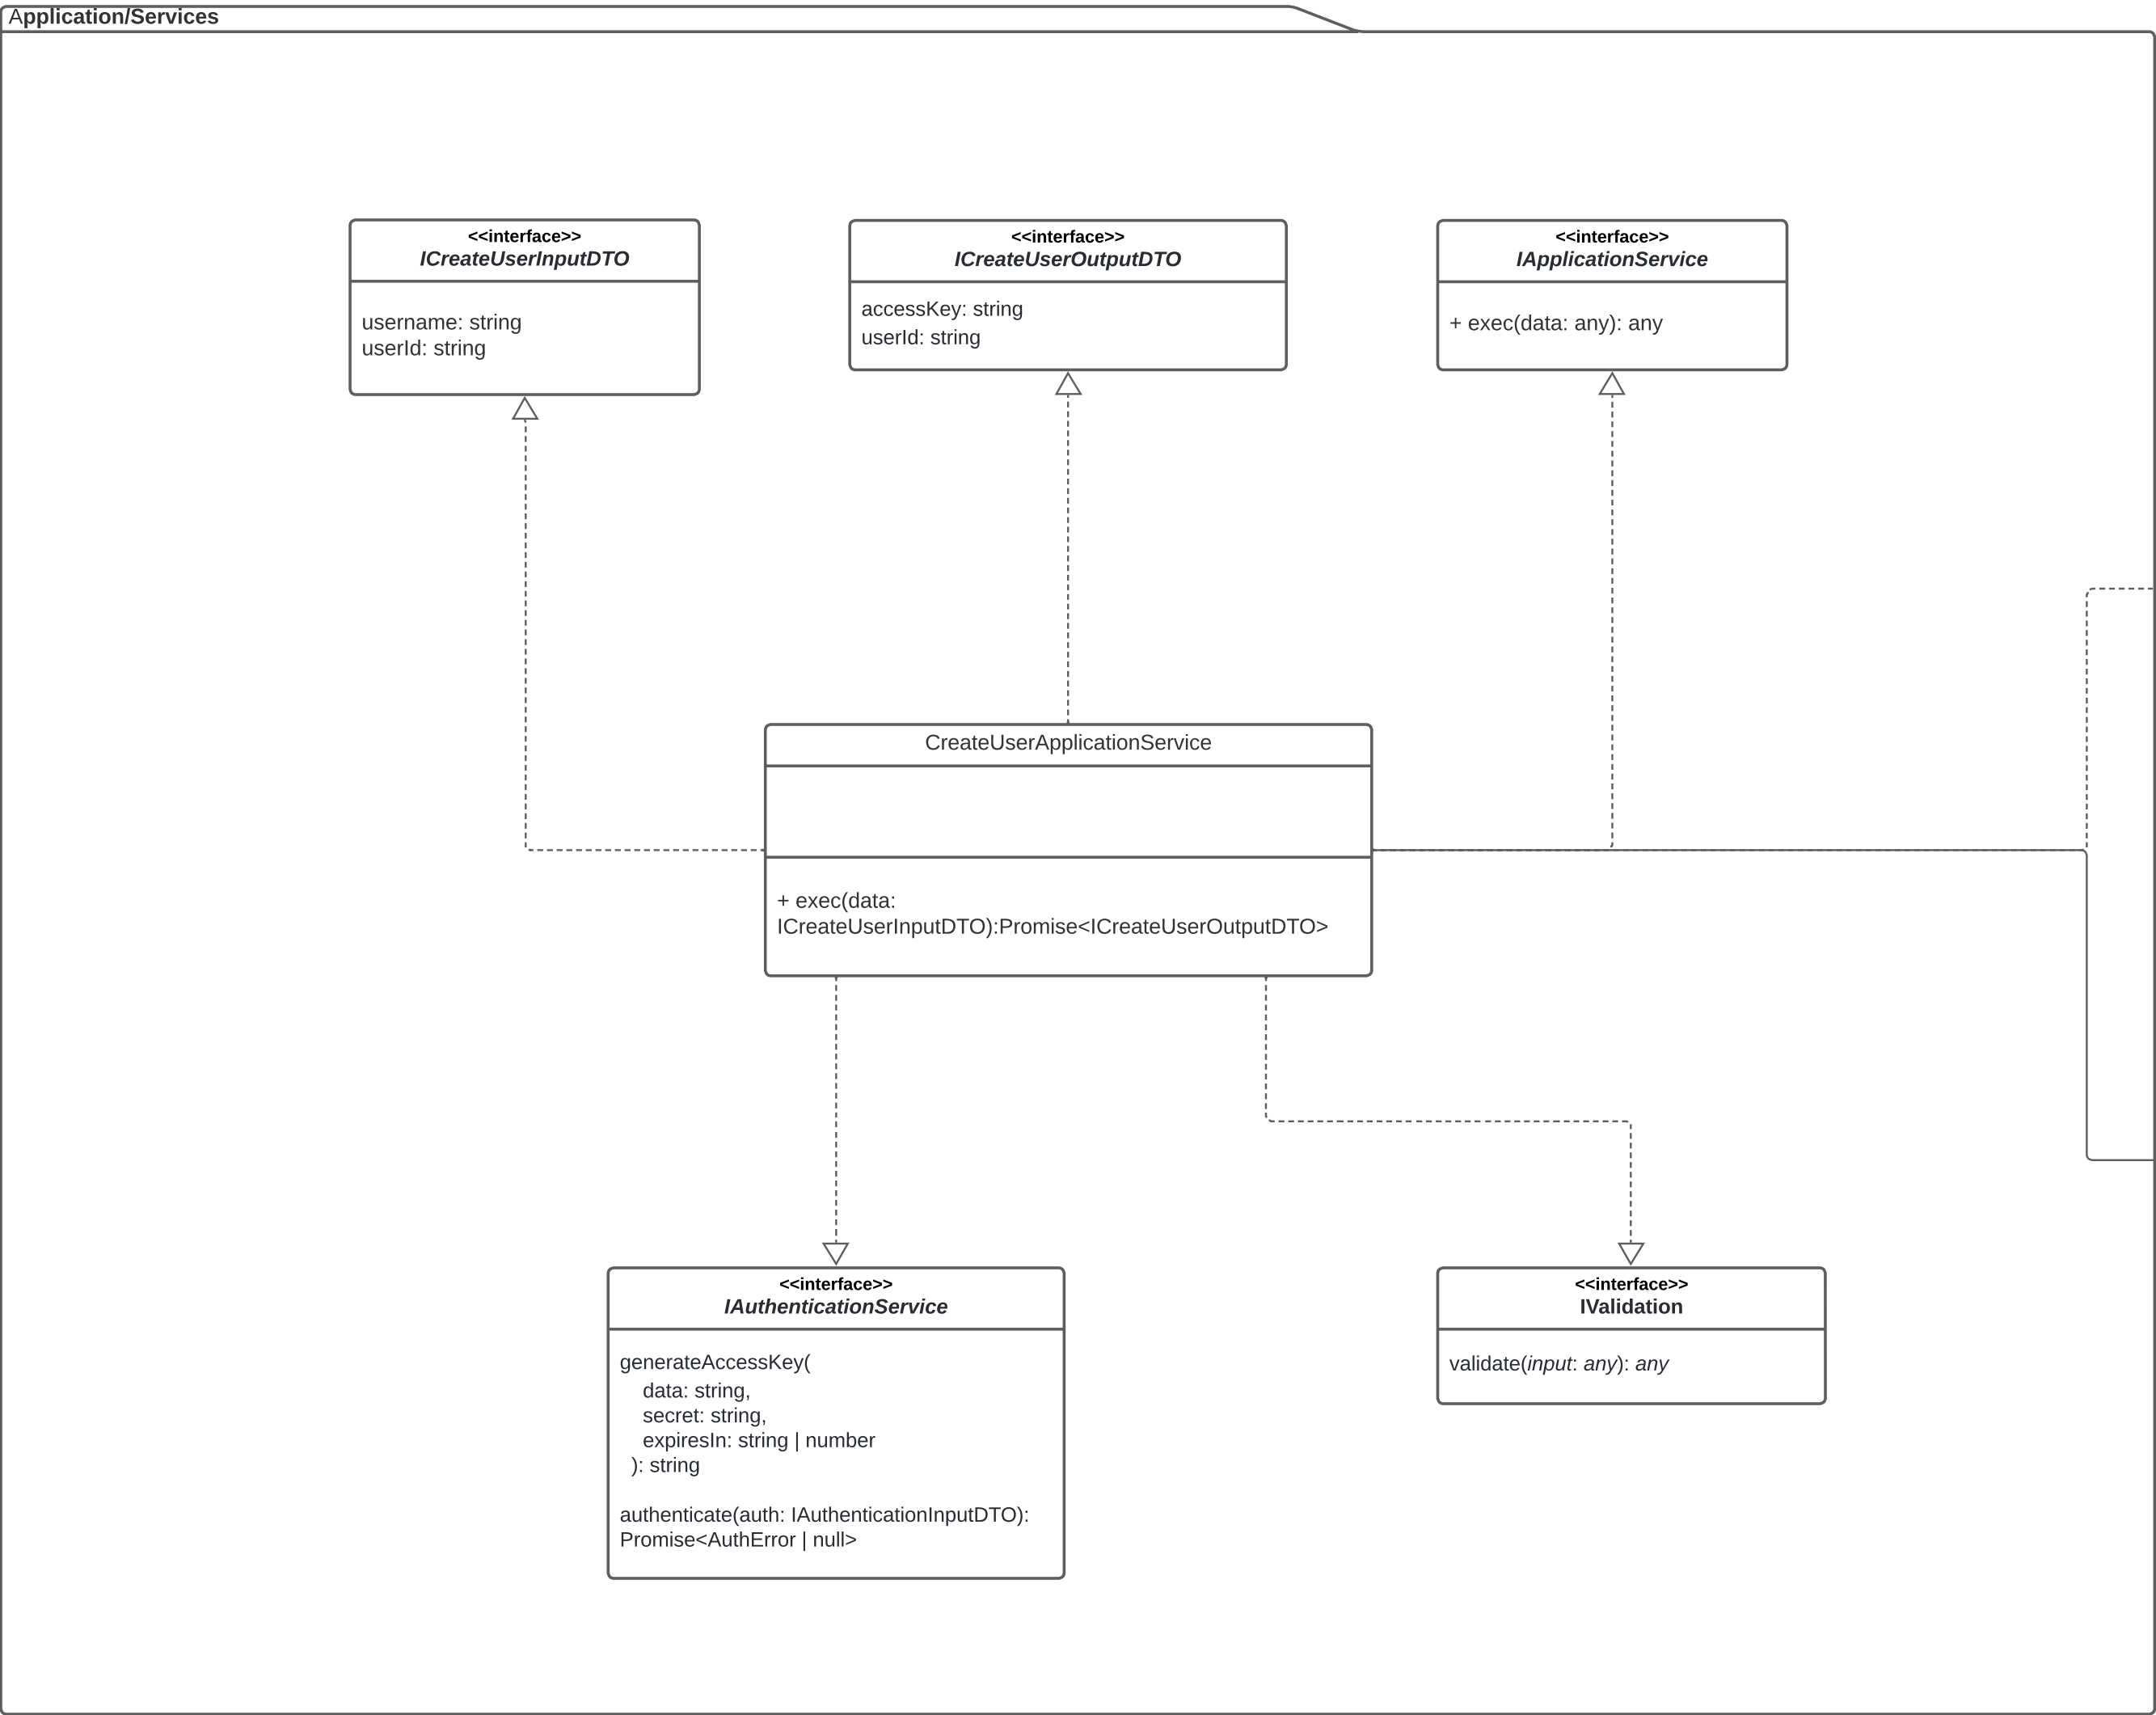 Application/Services
<<interface>>
ICreateUserInputDTO
username: string
userId: string
<<interface>>
ICreateUserOutputDTO
accessKey: string
userId: string
<<interface>>
IApplicationService
+ exec(data: any): any
CreateUserApplicationService
+ exec(data:
ICreateUserInputDTO):Promise<ICreateUserOutputDTO>
<<interface>>
IAuthenticationService
generateAccessKey(
data: string,
secret: string,
expiresIn: string | number
): string
authenticate(auth: IAuthenticationInputDTO):
Promise<AuthError | null>
<<interface>>
IValidation
validate(input: any): any